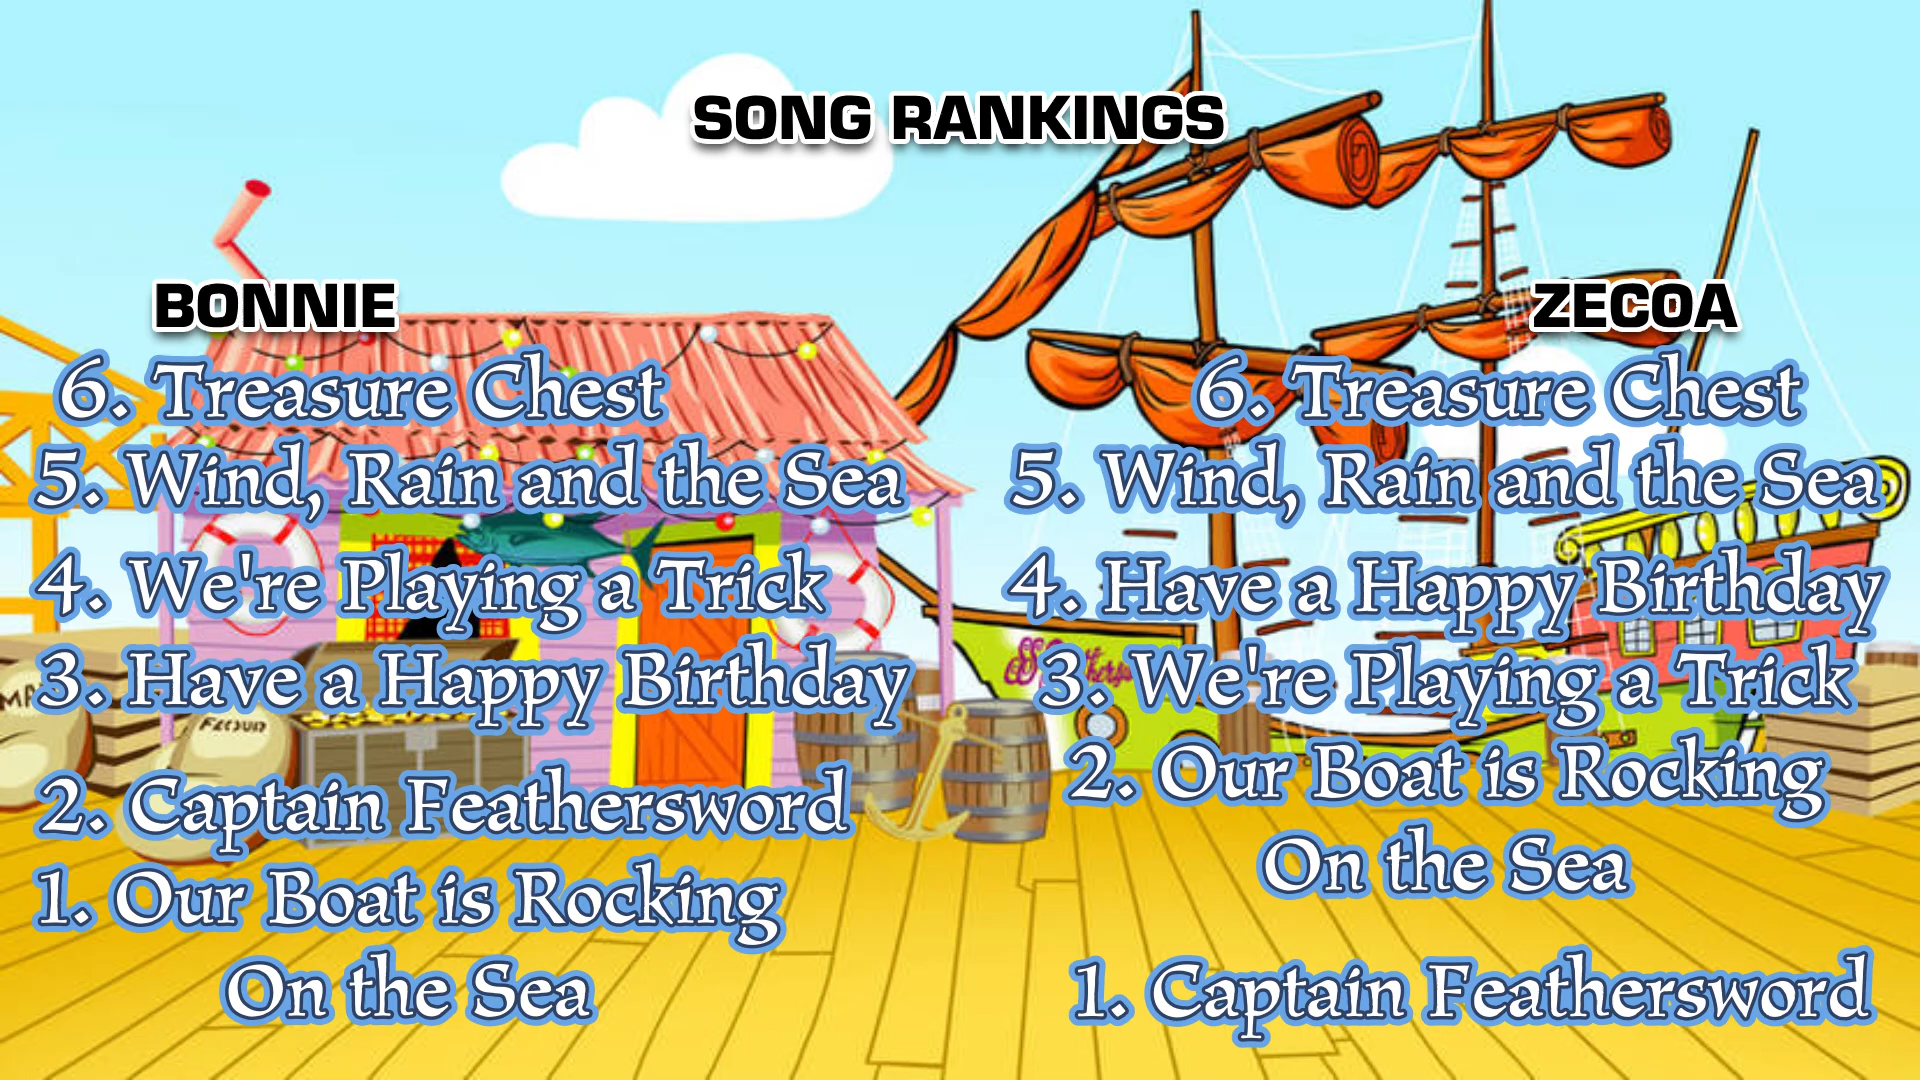 SONG RANKINGS
BONNIE
6. Treasure Chest
5. Wind, Rain and the Sea
4. We're Playing a Trick
3. Have a Happy Birthday
2. Captain Feathersword
1. Our Boat is Rocking
On the Sea
ZECOA
6. Treasure Chest
5. Wind, Rain and the Sea
4. Have a Happy Birthday
3. We're Playing a Trick
2. Our Boat is Rocking
On the Sea
1. Captain Feathersword